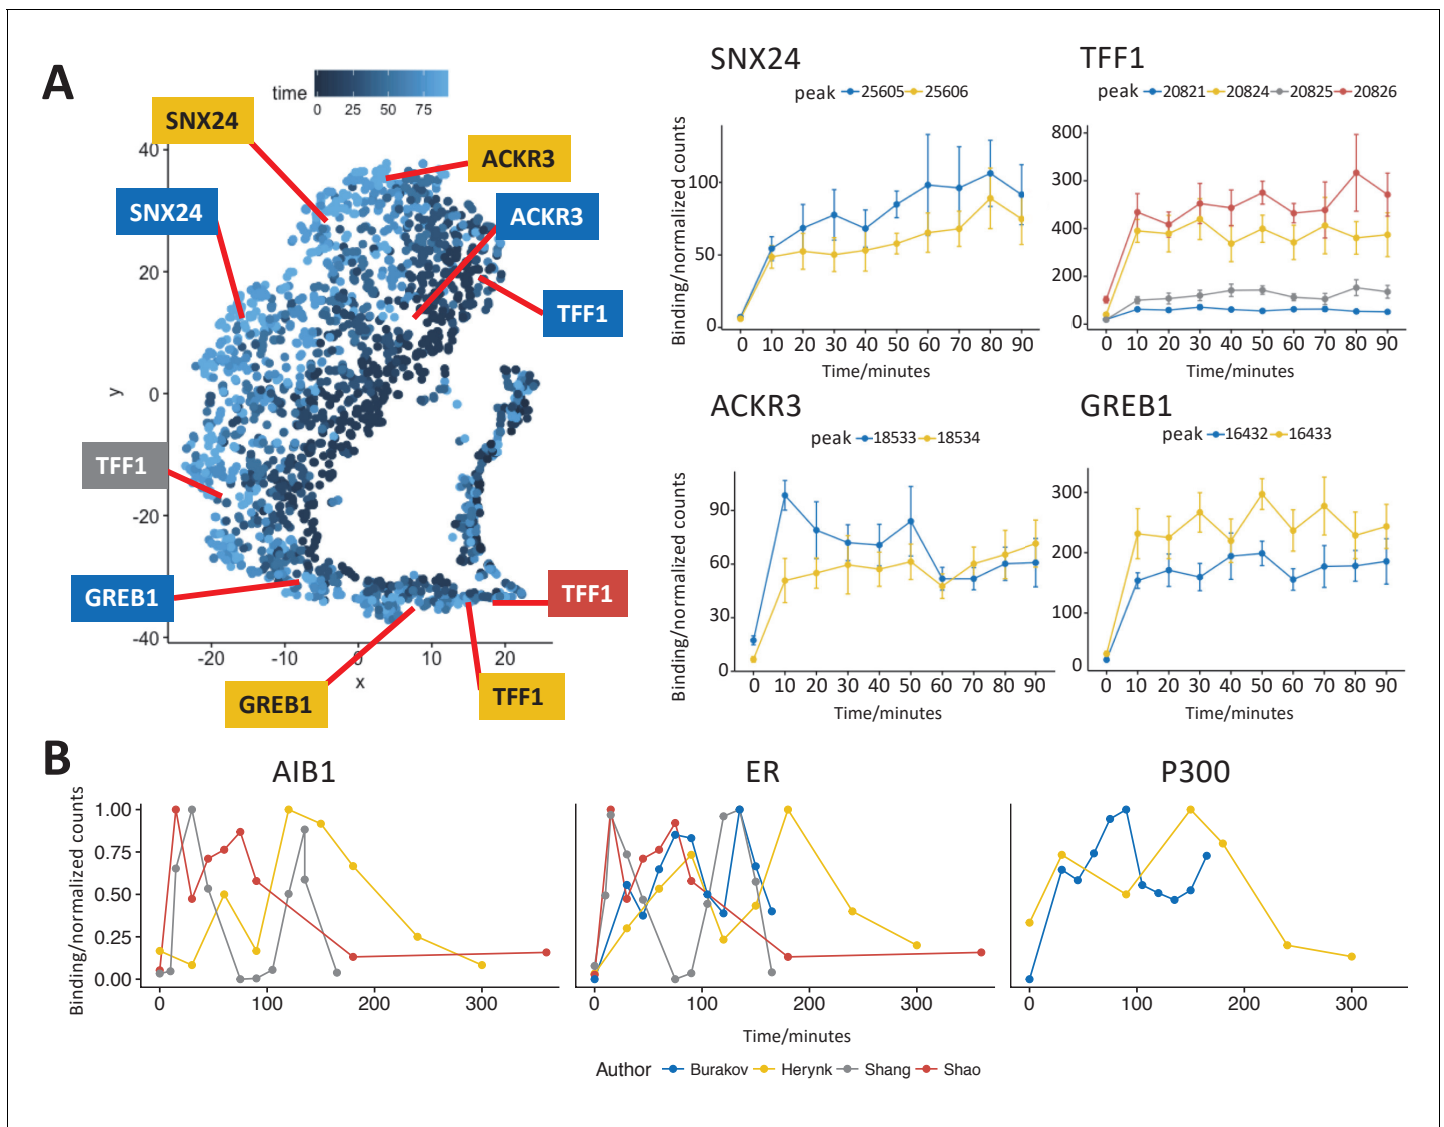 A
time
0 25 50 75
SNX24
ACKR3
SNX24
ACKR3
TFF1
TFF1
GREB1
TFF1
GREB1
TFF1
40
20
0
-20
-40
y
-20 -10 0 10 20
x
SNX24
peak 25605 25606
Binding/normalized counts
100
50
0
0 10 20 30 40 50 60 70 80 90
Time/minutes
TFF1
peak 20821 20824 20825 20826
800
300
400
200
0
0 10 20 30 40 50 60 70 80 90
Time/minutes
ACKR3
peak 18533 18534
Binding/normalized counts
90
60
30
0
0 10 20 30 40 50 60 70 80 90
Time/minutes
GREB1
peak 16432 16433
300
200
100
0
0 10 20 30 40 50 60 70 80 90
Time/minutes
B
AIB1
ER
P300
Binding/normalized counts
1.00
0.75
0.50
0.25
0.00
0 100 200 300
0 100 200 300
0 100 200 300
Time/minutes
Author Burakov Herynk Shang Shao